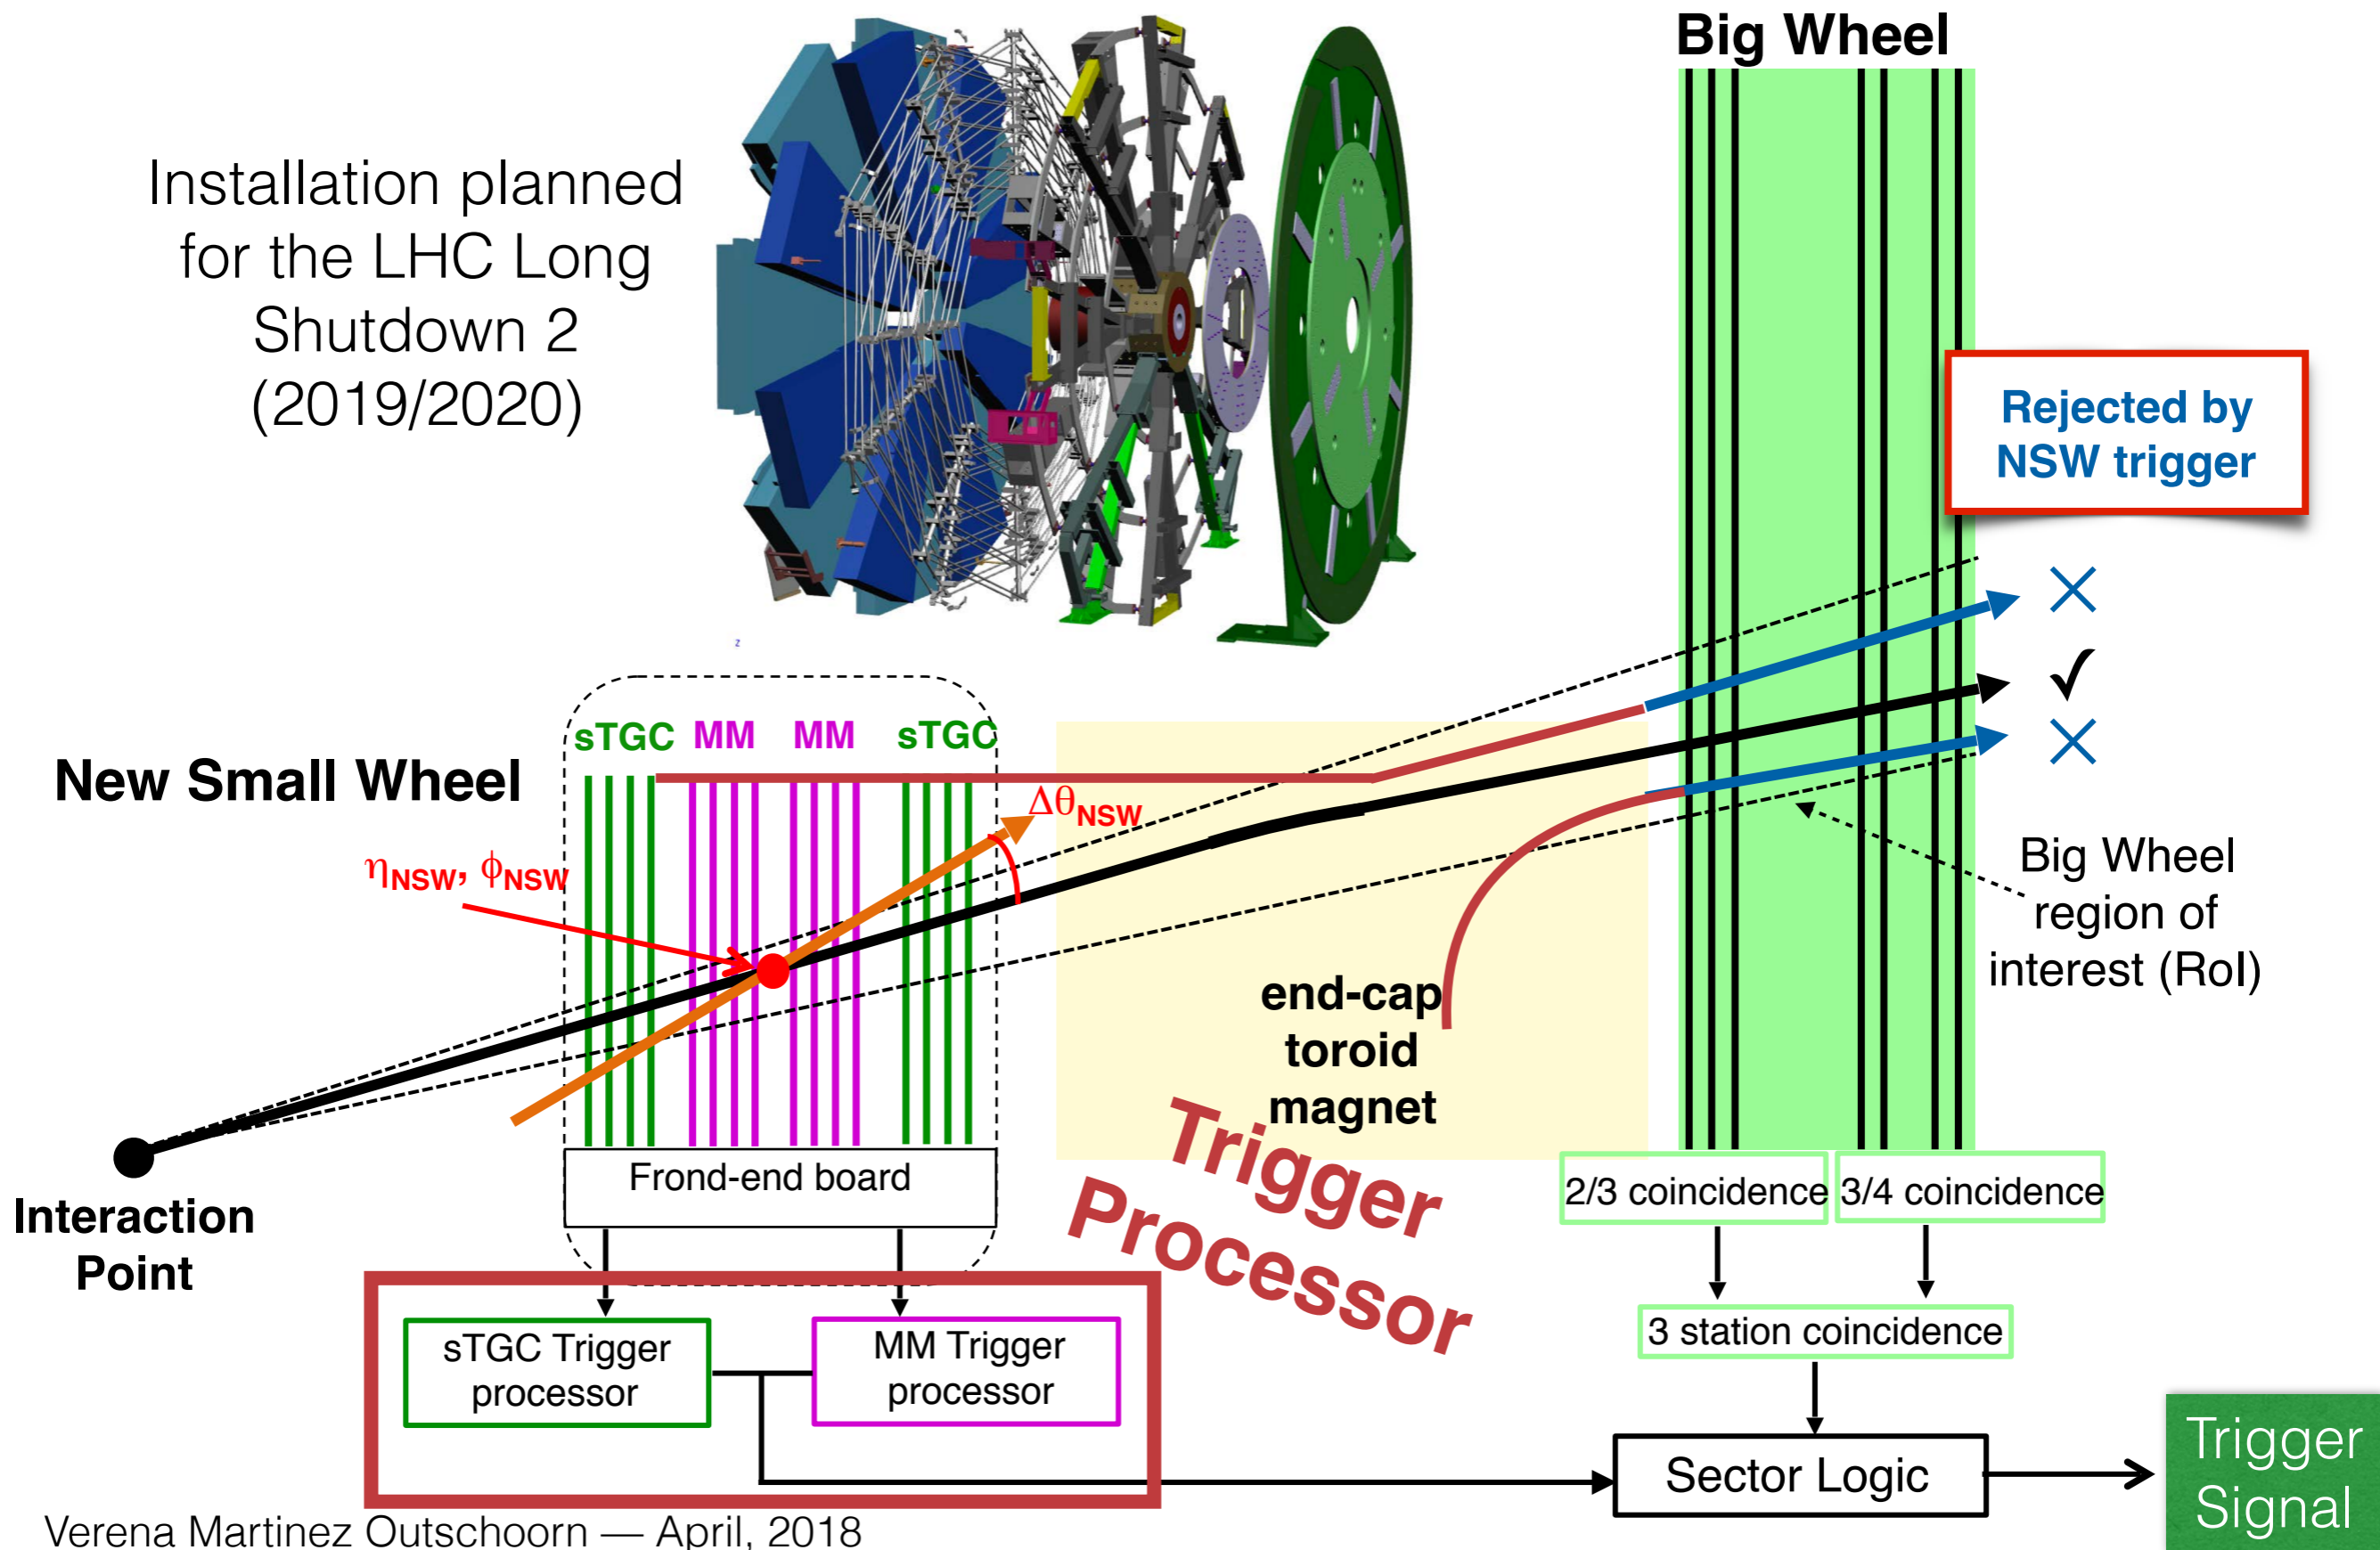 Big Wheel
Installation planned
for the LHC Long
Shutdown 2
(2019/2020)
Rejected by
NSW trigger
z
sTGC MM MM sTGC
New Small Wheel
ΔθNSW
ηNSW, ϕNSW
Big Wheel
region of
interest (RoI)
end-cap
toroid
magnet
Trigger
Processor
Interaction
Point
Frond-end board
2/3 coincidence
3/4 coincidence
3 station coincidence
sTGC Trigger
processor
MM Trigger
processor
Sector Logic
Trigger
Signal
Verena Martinez Outschoorn — April, 2018